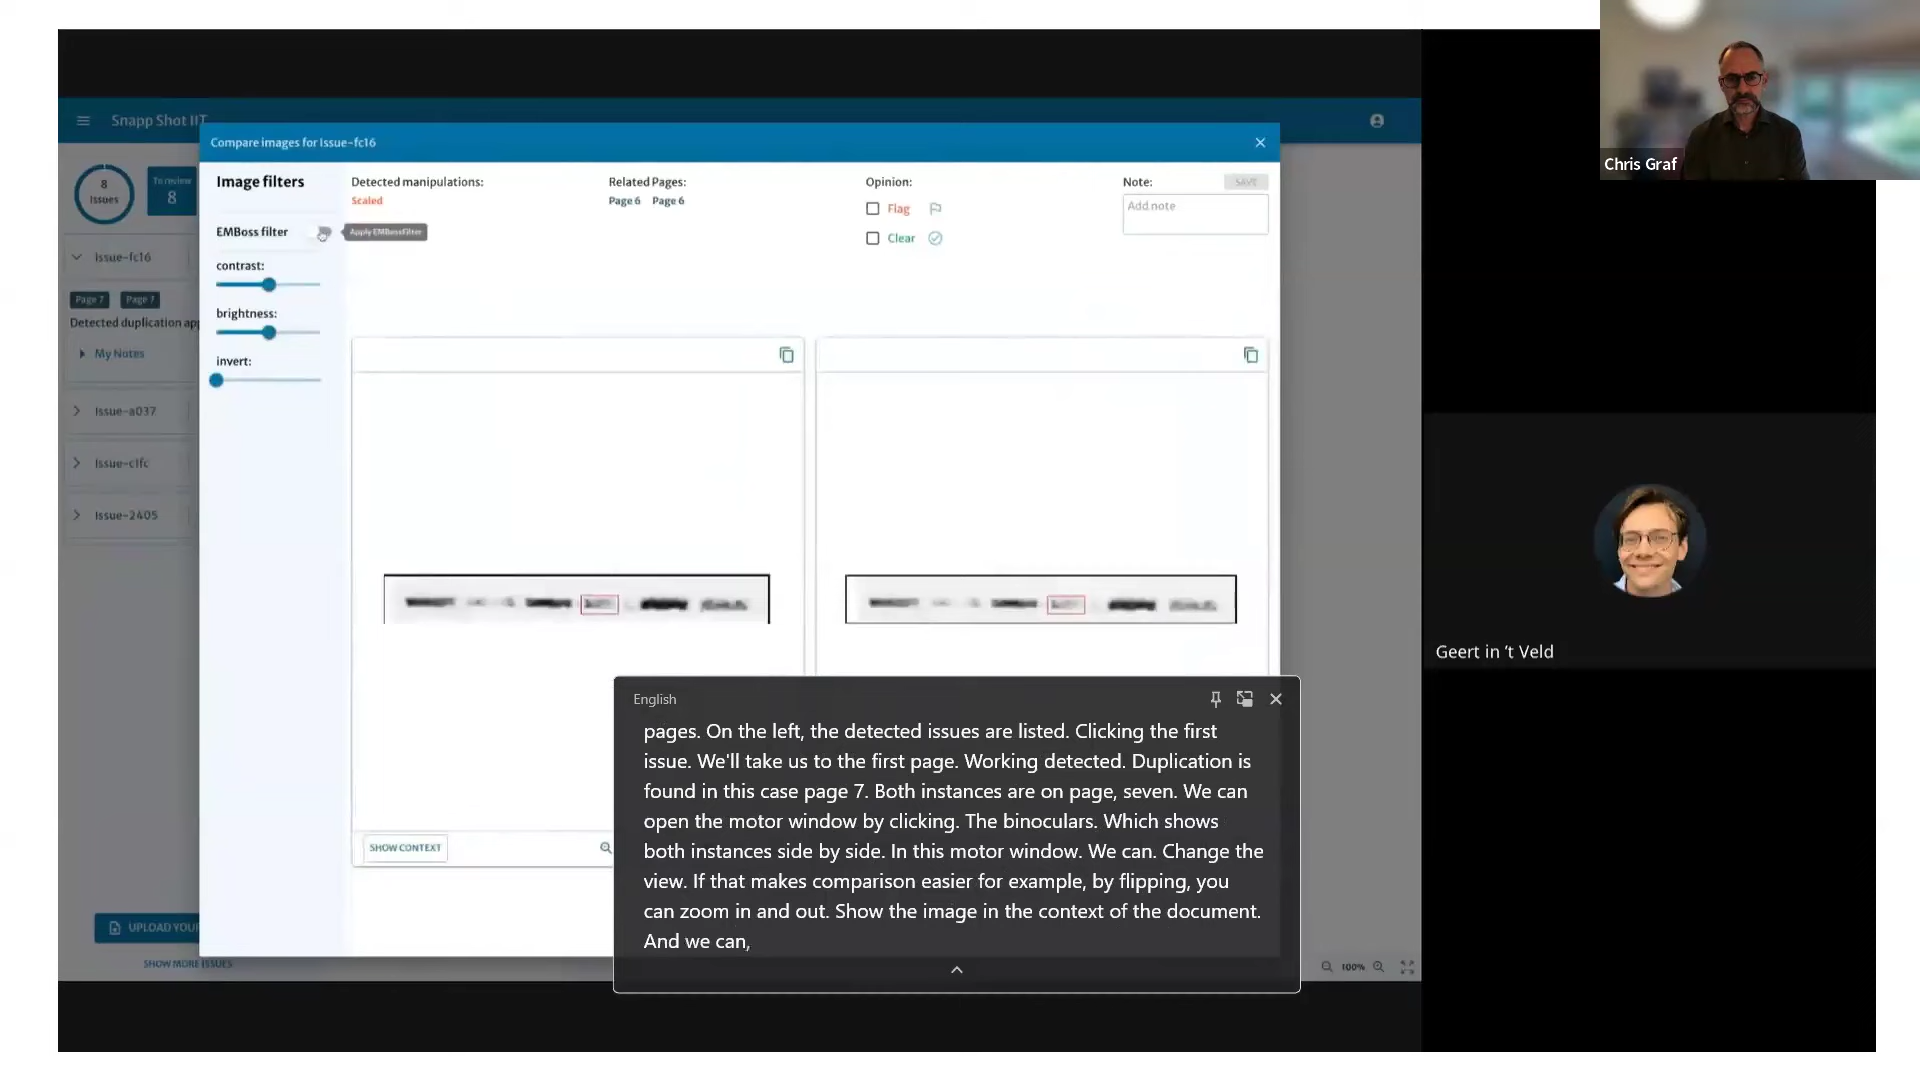 Snapp Shot IIT
Compare images for Issue-fc16
8
Issues
To review
8
Issue-fc16
Page 7 Page 7
Detected duplication app
My Notes
Issue-a037
Issue-c1fc
Issue-2405
UPLOAD YOUR
SHOW MORE ISSUES
Image filters
EMBoss filter
Apply EMBossFilter
contrast:
brightness:
invert:
Detected manipulations:
Scaled
Related Pages:
Page 6 Page 6
Opinion:
Flag
Clear
Note:
SAVE
Add note
SHOW CONTEXT
English
pages. On the left, the detected issues are listed. Clicking the first
issue. We'll take us to the first page. Working detected. Duplication is
found in this case page 7. Both instances are on page, seven. We can
open the motor window by clicking. The binoculars. Which shows
both instances side by side. In this motor window. We can. Change the
view. If that makes comparison easier for example, by flipping, you
can zoom in and out. Show the image in the context of the document.
And we can,
100%
Chris Graf
Geert in 't Veld